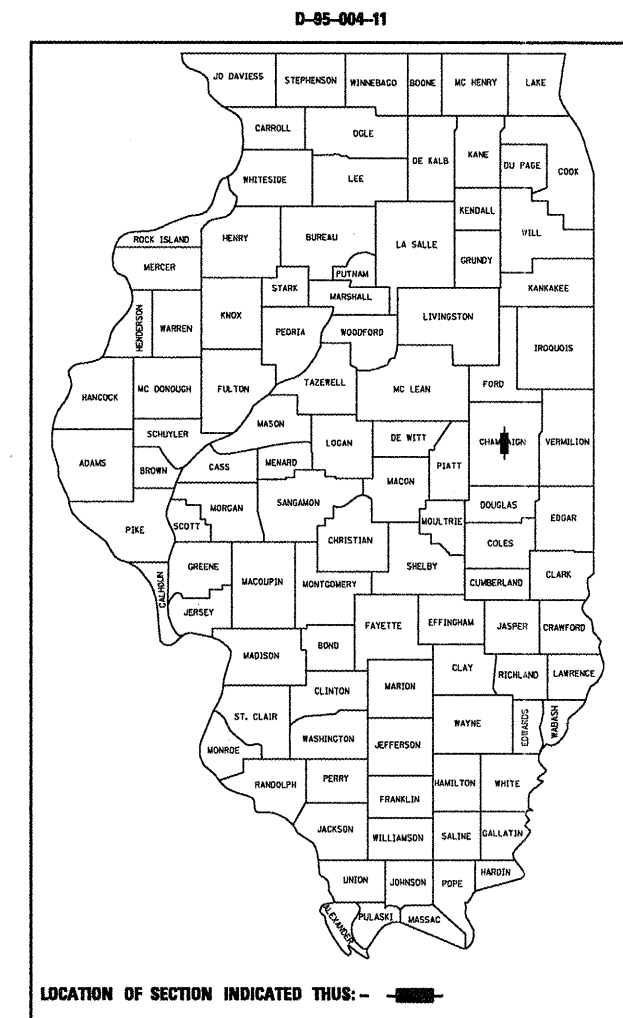 D-95-004-11
JO DAVIESS STEPHENSON WINNEBAGO BOONE MC HENRY LAKE
CARROLL OGLE
DE KALB KANE DU PAGE COOK
WHITESIDE LEE
KENDALL
WILL
ROCK ISLAND HENRY BUREAU LA SALLE
GRUNDY
MERCER PUTNAM
STARK MARSHALL KANKAKEE
HENDERSON WARREN KNOX PEORIA WOODFORD LIVINGSTON
IROQUOIS
HANCOCK MC DONOUGH FULTON TAZEWELL MC LEAN FORD
MASON
SCHUYLER LOGAN DE WITT CHAMPAIGN VERMILION
ADAMS BROWN CASS MENARD MACON PIATT
MORGAN SANGAMON DOUGLAS
PIKE SCOTT CHRISTIAN MOULTRIE EDGAR
COLES
CALHOUN GREENE MACOUPIN MONTGOMERY SHELBY CUMBERLAND CLARK
JERSEY
FAYETTE EFFINGHAM JASPER CRAWFORD
MADISON BOND
CLAY RICHLAND LAWRENCE
CLINTON MARION
ST. CLAIR WAYNE EDWARDS WABASH
WASHINGTON JEFFERSON
MONROE
RANDOLPH PERRY HAMILTON WHITE
FRANKLIN
JACKSON WILLIAMSON SALINE GALLATIN
UNION JOHNSON POPE HARDIN
ALEXANDER PULASKI MASSAC
LOCATION OF SECTION INDICATED THUS: -